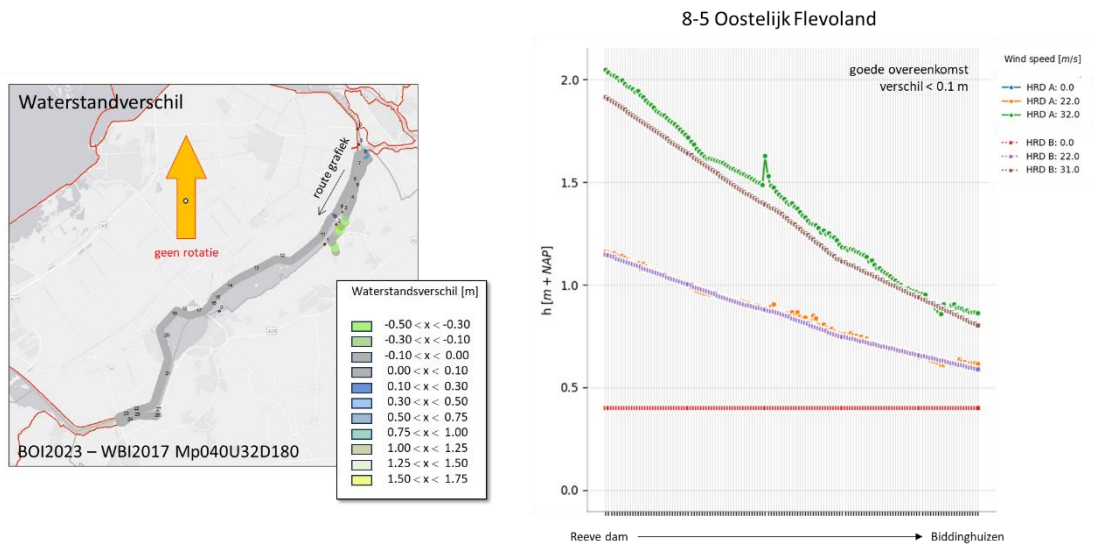 Waterstandverschil
geen rotatie
route grafiek
BOI2023 – WBI2017 Mp040U32D180
Waterstandsverschil [m]
-0.50 < x < -0.30
-0.30 < x < -0.10
-0.10 < x < 0.00
0.00 < x < 0.10
0.10 < x < 0.30
0.30 < x < 0.50
0.50 < x < 0.75
0.75 < x < 1.00
1.00 < x < 1.25
1.25 < x < 1.50
1.50 < x < 1.75
8-5 Oostelijk Flevoland
goede overeenkomst
verschil < 0.1 m
h [m + NAP]
2.0
1.5
1.0
0.5
0.0
Reeve dam
Biddinghuizen
Wind speed [m/s]
HRD A: 0.0
HRD A: 22.0
HRD A: 32.0
HRD B: 0.0
HRD B: 22.0
HRD B: 31.0